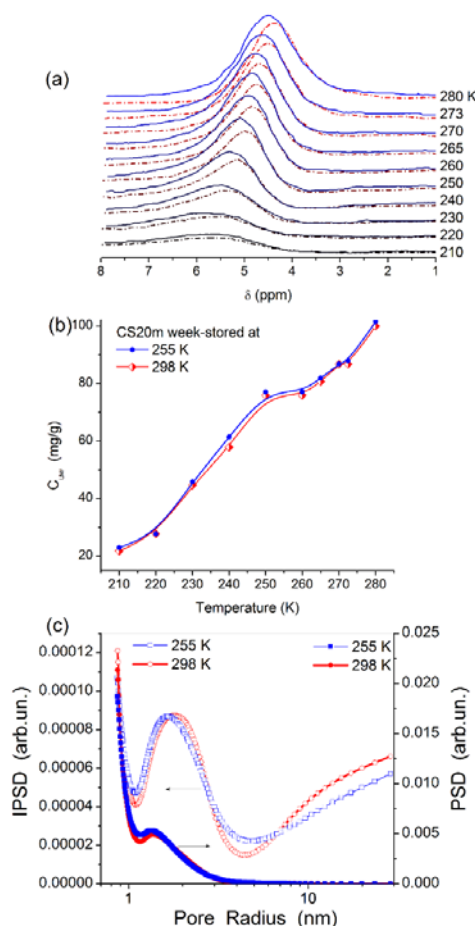 (a)
280 K
273
270
265
260
250
240
230
220
210
8 7 6 5 4 3 2 1
δ (ppm)
(b)
CS20m week-stored at
255 K
298 K
100
80
60
40
20
C (mg/g)
210 220 230 240 250 260 270 280
Temperature (K)
(c)
255 K 255 K
298 K 298 K
0.00012
0.00010
0.00008
0.00006
0.00004
0.00002
0.00000
IPSD (arb.un.)
0.025
0.020
0.015
0.010
0.005
0.000
PSD (arb.un.)
1 10
Pore Radius (nm)